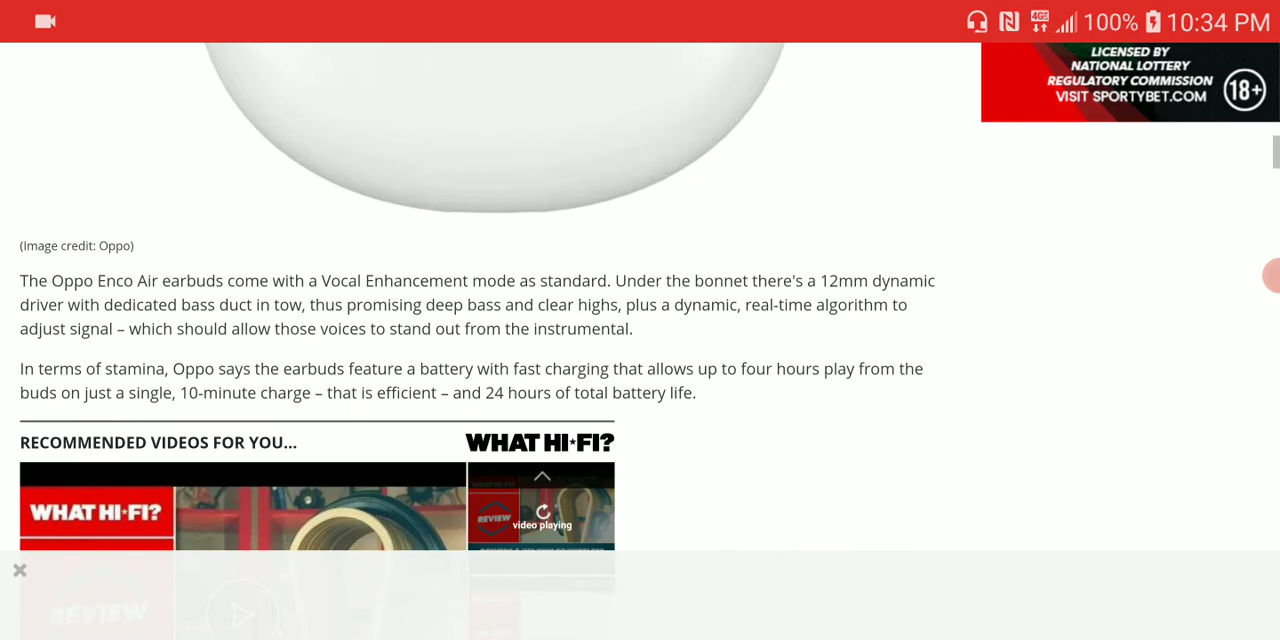 4GE 100% 10:34 PM
LICENSED BY
NATIONAL LOTTERY
REGULATORY COMMISSION
VISIT SPORTYBET.COM
18+
(Image credit: Oppo)
The Oppo Enco Air earbuds come with a Vocal Enhancement mode as standard. Under the bonnet there's a 12mm dynamic
driver with dedicated bass duct in tow, thus promising deep bass and clear highs, plus a dynamic, real-time algorithm to
adjust signal – which should allow those voices to stand out from the instrumental.
In terms of stamina, Oppo says the earbuds feature a battery with fast charging that allows up to four hours play from the
buds on just a single, 10-minute charge – that is efficient – and 24 hours of total battery life.
RECOMMENDED VIDEOS FOR YOU...
WHAT HI★FI?
WHAT HI★FI?
REVIEW
video playing
REVIEW